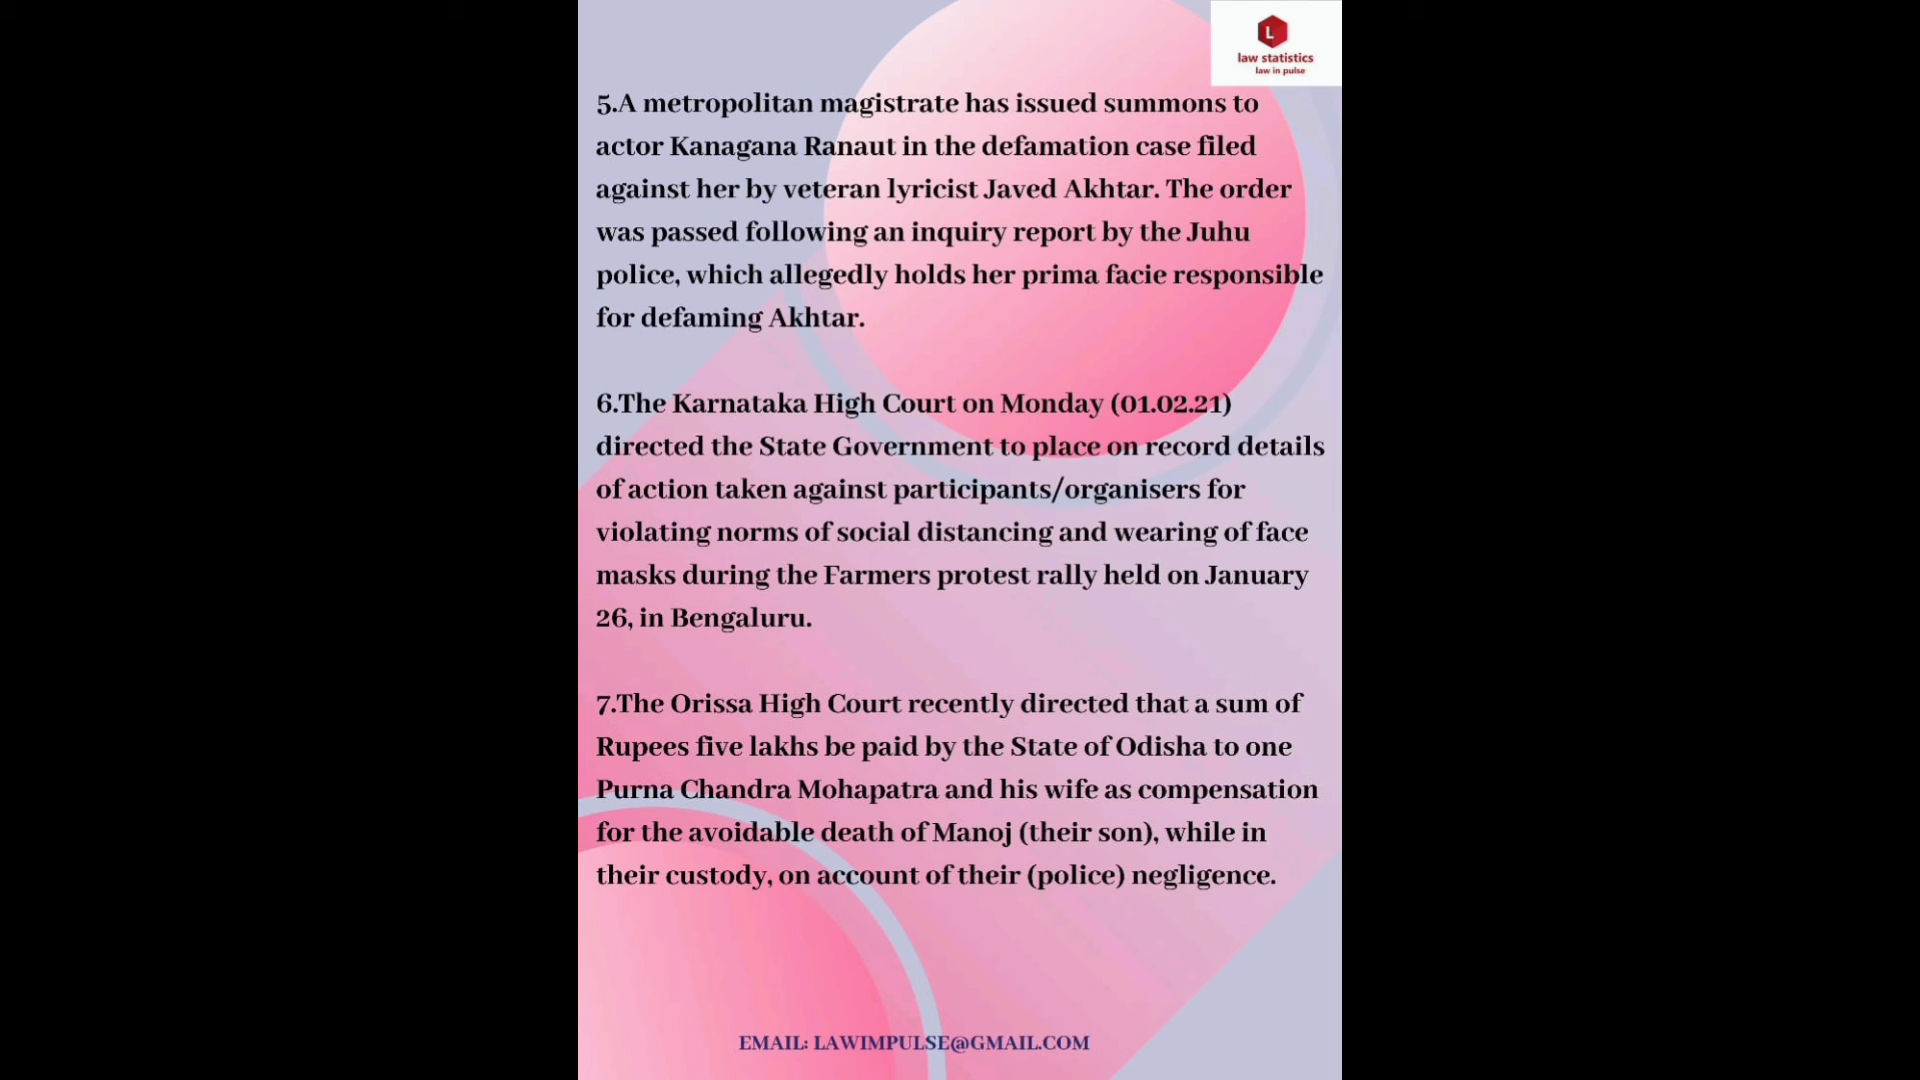 L
law statistics
law in pulse
5.A metropolitan magistrate has issued summons to
actor Kanagana Ranaut in the defamation case filed
against her by veteran lyricist Javed Akhtar. The order
was passed following an inquiry report by the Juhu
police, which allegedly holds her prima facie responsible
for defaming Akhtar.
6.The Karnataka High Court on Monday (01.02.21)
directed the State Government to place on record details
of action taken against participants/organisers for
violating norms of social distancing and wearing of face
masks during the Farmers protest rally held on January
26, in Bengaluru.
7.The Orissa High Court recently directed that a sum of
Rupees five lakhs be paid by the State of Odisha to one
Purna Chandra Mohapatra and his wife as compensation
for the avoidable death of Manoj (their son), while in
their custody, on account of their (police) negligence.
EMAIL: LAWIMPULSE@GMAIL.COM